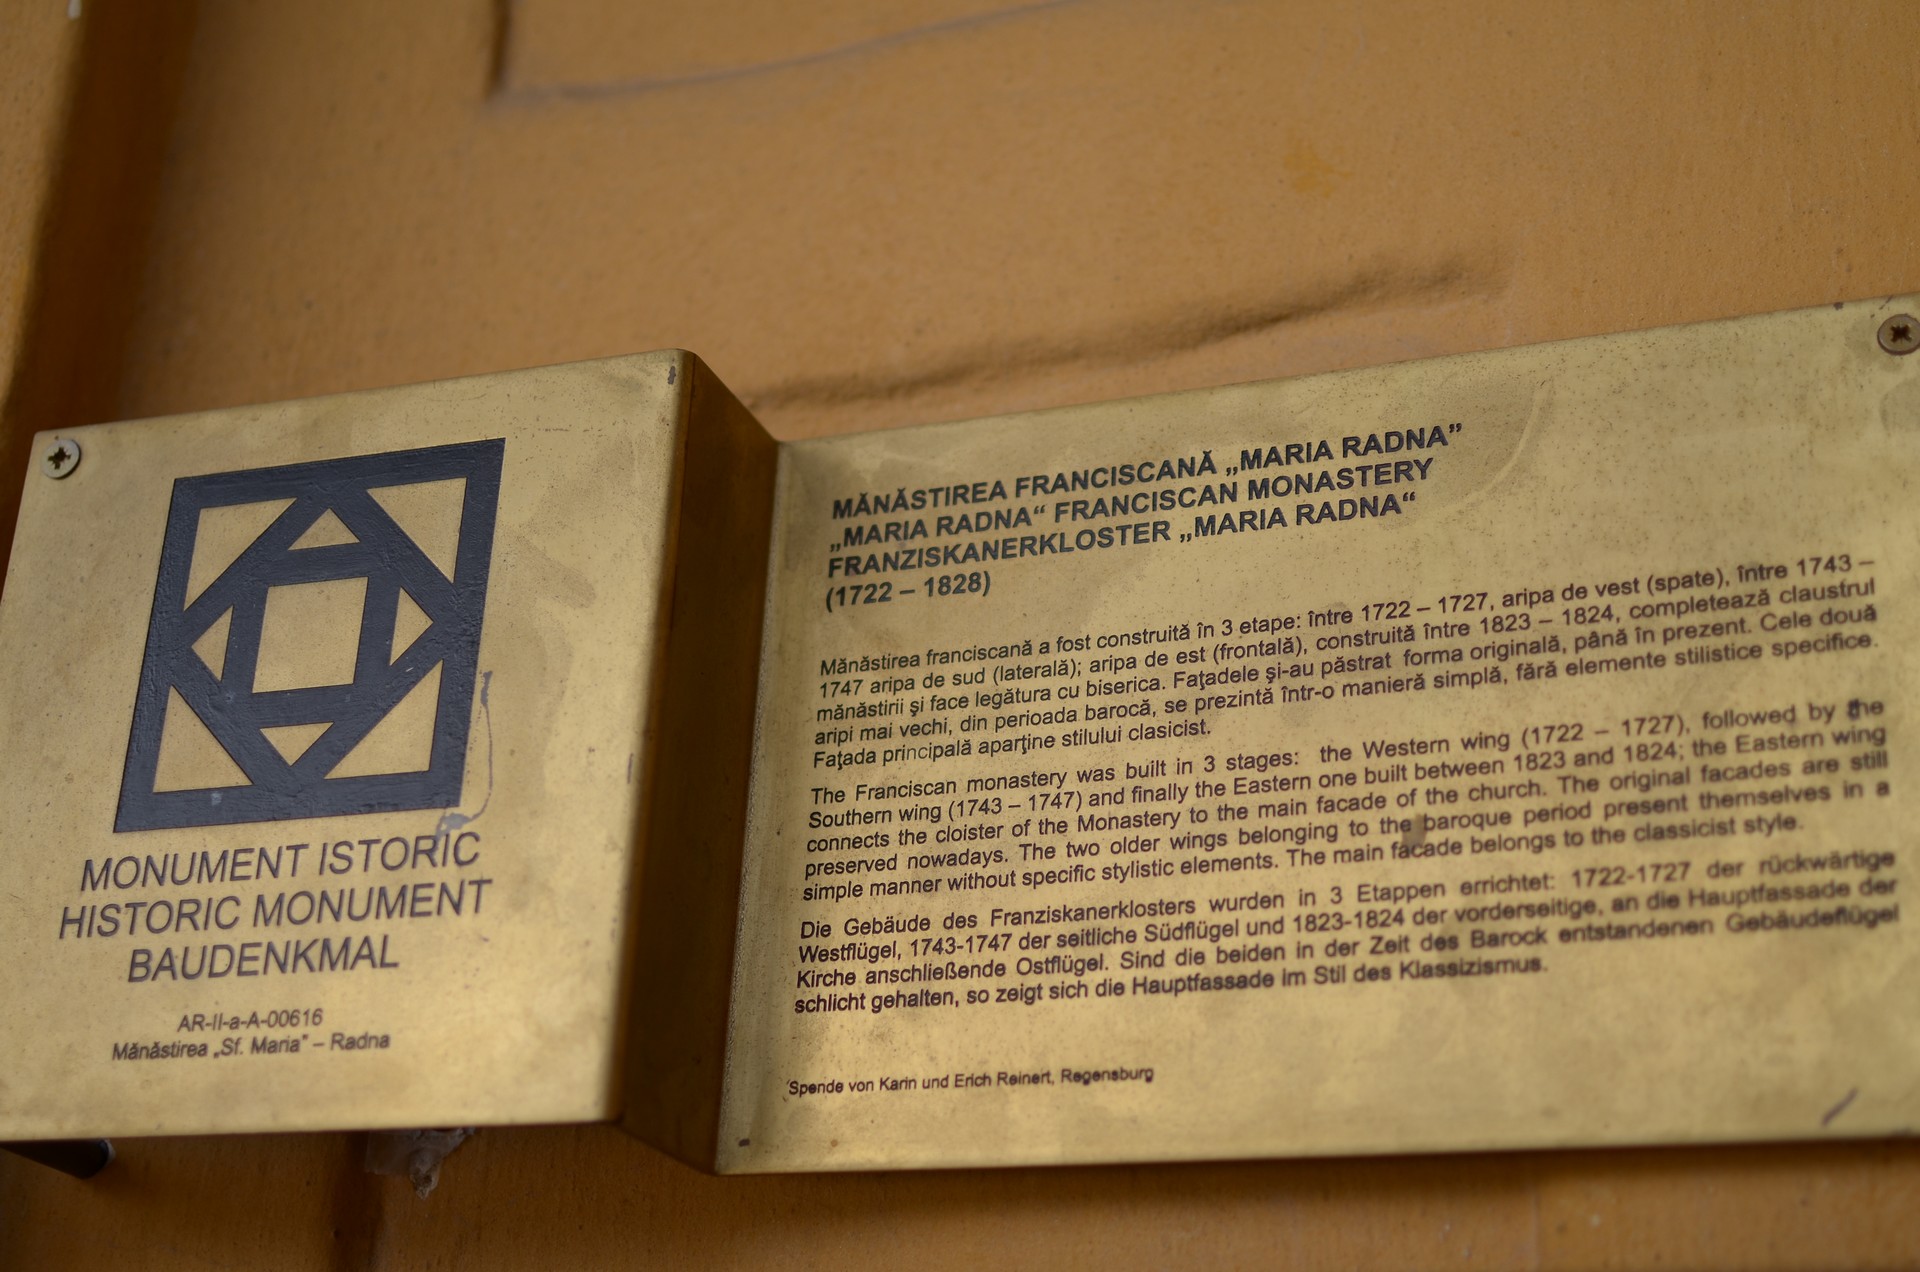 MONUMENT ISTORIC
HISTORIC MONUMENT
BAUDENKMAL
AR-II-a-A-00616
Mănăstirea „Sf. Maria” – Radna
MĂNĂSTIREA FRANCISCANĂ „MARIA RADNA”
„MARIA RADNA“ FRANCISCAN MONASTERY
FRANZISKANERKLOSTER „MARIA RADNA“
(1722 – 1828)
Mănăstirea franciscană a fost construită în 3 etape: între 1722 – 1727, aripa de vest (spate), între 1743 –
1747 aripa de sud (laterală); aripa de est (frontală), construită între 1823 – 1824, completează claustrul
mănăstirii şi face legătura cu biserica. Faţadele şi-au păstrat forma originală, până în prezent. Cele două
aripi mai vechi, din perioada barocă, se prezintă într-o manieră simplă, fără elemente stilistice specifice.
Faţada principală aparţine stilului clasicist.
The Franciscan monastery was built in 3 stages: the Western wing (1722 – 1727), followed by the
Southern wing (1743 – 1747) and finally the Eastern one built between 1823 and 1824; the Eastern wing
connects the cloister of the Monastery to the main facade of the church. The original facades are still
preserved nowadays. The two older wings belonging to the baroque period present themselves in a
simple manner without specific stylistic elements. The main facade belongs to the classicist style.
Die Gebäude des Franziskanerklosters wurden in 3 Etappen errichtet: 1722-1727 der rückwärtige
Westflügel, 1743-1747 der seitliche Südflügel und 1823-1824 der vorderseitige, an die Hauptfassade der
Kirche anschließende Ostflügel. Sind die beiden in der Zeit des Barock entstandenen Gebäudeflügel
schlicht gehalten, so zeigt sich die Hauptfassade im Stil des Klassizismus.
Spende von Karin und Erich Reinert, Regensburg